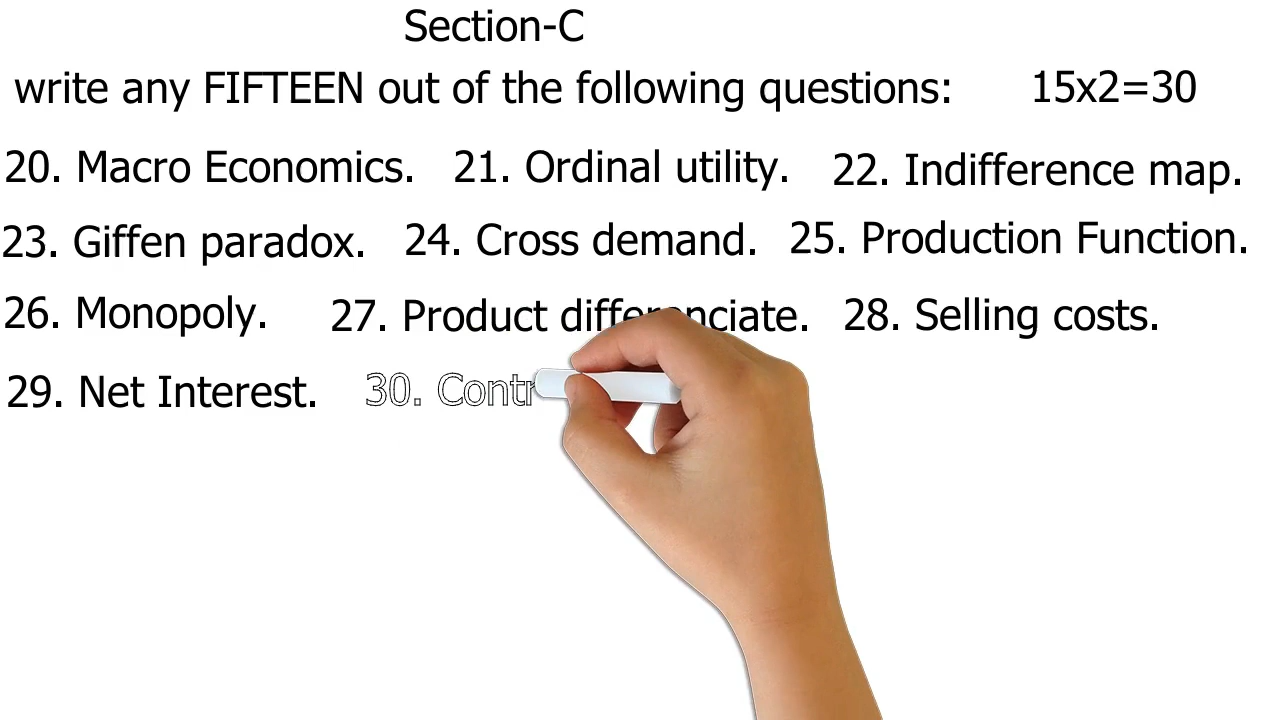 Section-C
write any FIFTEEN out of the following questions: 15x2=30
20. Macro Economics. 21. Ordinal utility. 22. Indifference map.
23. Giffen paradox. 24. Cross demand. 25. Production Function.
26. Monopoly. 27. Product differenciate. 28. Selling costs.
29. Net Interest. 30.